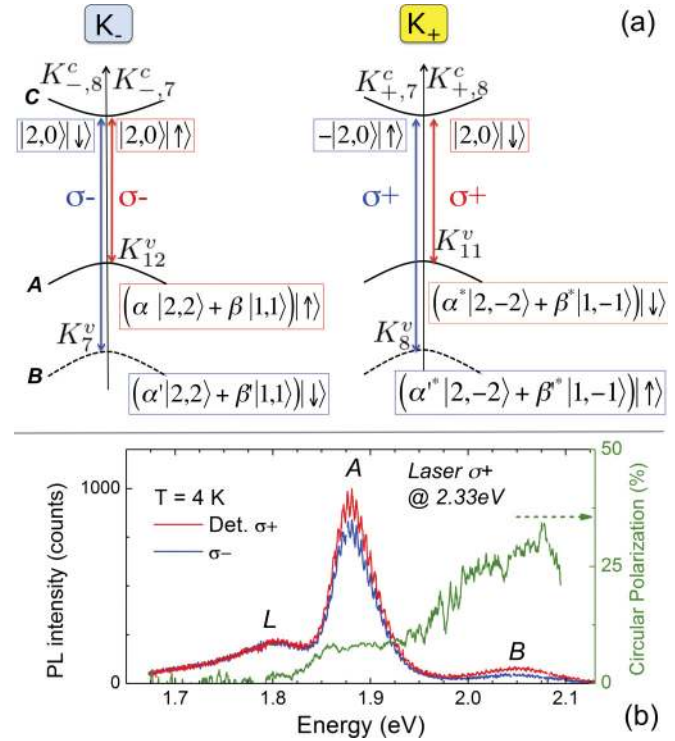 K_- K_+ (a)
C K^c_{-,8} K^c_{-,7} K^c_{+,7} K^c_{+,8}
|2,0⟩|↓⟩ |2,0⟩|↑⟩ -|2,0⟩|↑⟩ |2,0⟩|↓⟩
σ- σ- σ+ σ+
K^v_{12} K^v_{11}
A
(α |2,2⟩ + β |1,1⟩)|↑⟩ (α^*|2,-2⟩ + β^*|1,-1⟩)|↓⟩
K^v_7 K^v_8
B
(α'|2,2⟩ + β'|1,1⟩)|↓⟩ (α'^*|2,-2⟩ + β'^*|1,-1⟩)|↑⟩
A Laser σ+
@ 2.33eV
T = 4 K
Det. σ+
σ−
L
B
1000
0
PL intensity (counts)
50
25
0
Circular Polarization (%)
1.7 1.8 1.9 2.0 2.1
Energy (eV) (b)